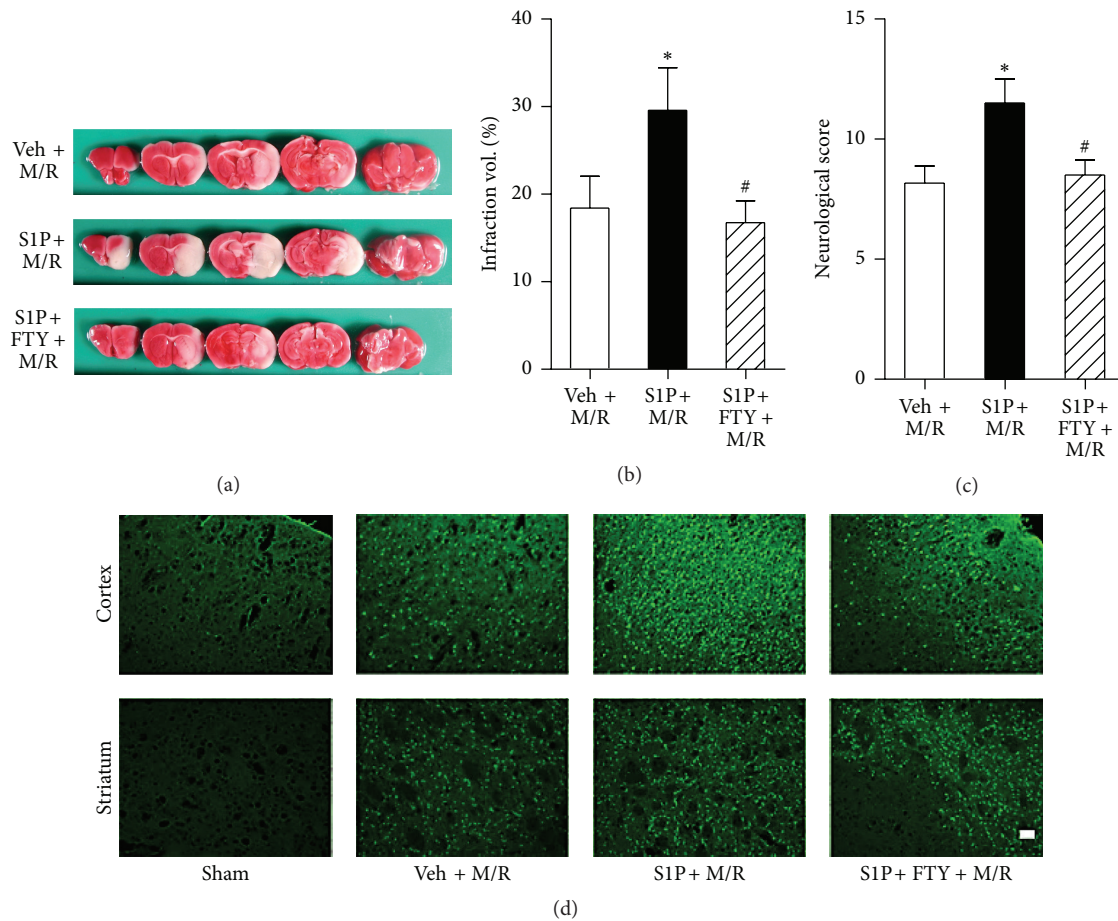 Veh +
M/R
S1P+
M/R
S1P+
FTY +
M/R
(a)
Infraction vol. (%)
40
30
20
10
0
*
#
Veh +
M/R
S1P+
M/R
S1P+
FTY +
M/R
(b)
Neurological score
15
10
5
0
*
#
Veh +
M/R
S1P+
M/R
S1P+
FTY +
M/R
(c)
Cortex
Striatum
Sham
Veh + M/R
S1P+ M/R
S1P+ FTY + M/R
(d)